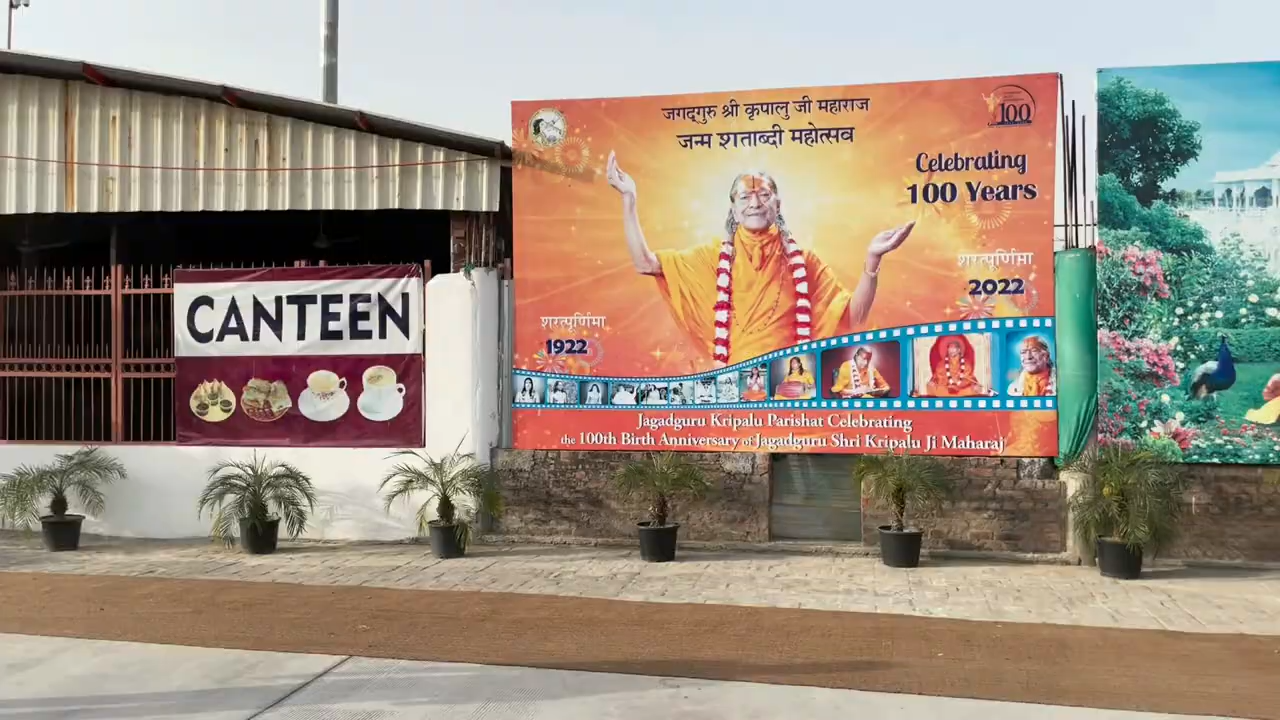 CANTEEN
जगद्गुरु श्री कृपालु जी महाराज
जन्म शताब्दी महोत्सव
100
Celebrating
100 Years
शरत्पूर्णिमा
2022
शरत्पूर्णिमा
1922
Jagadguru Kripalu Parishat Celebrating
the 100th Birth Anniversary of Jagadguru Shri Kripalu Ji Maharaj